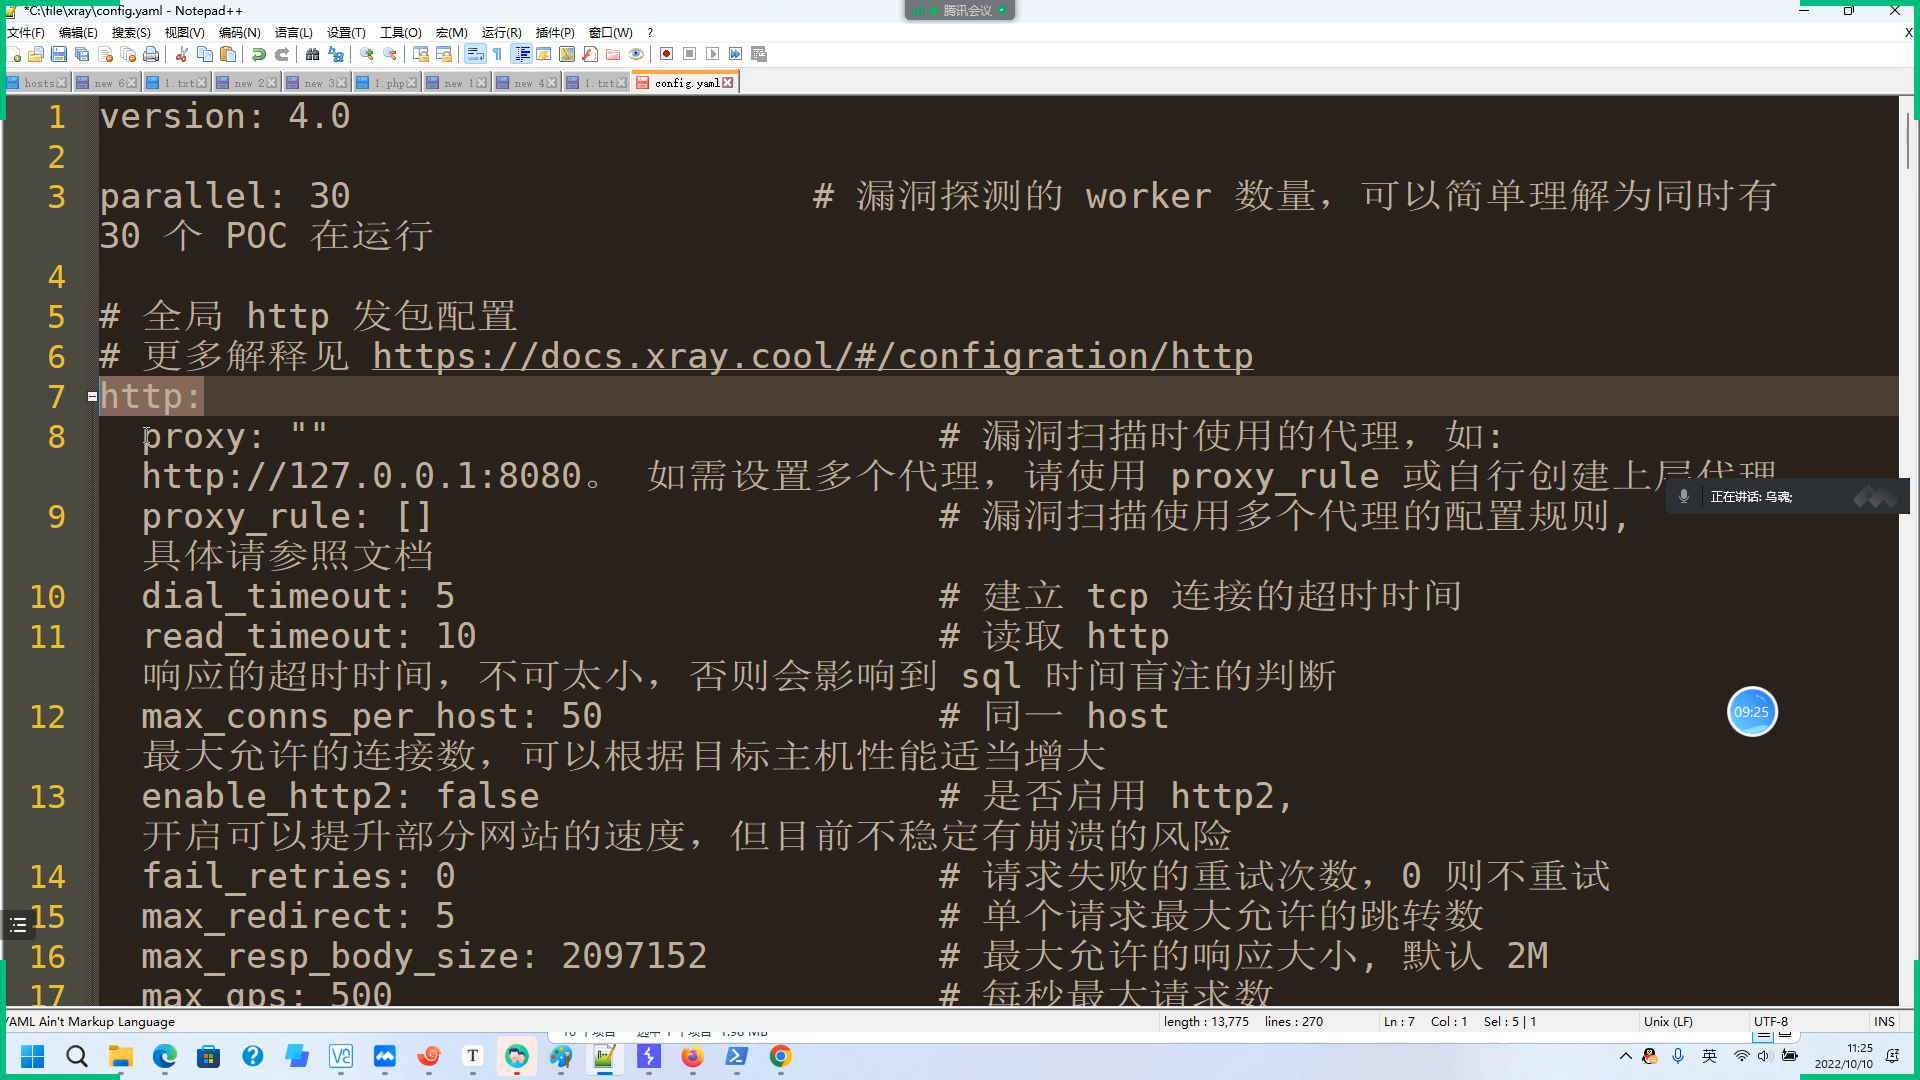 *C:\file\xray\config.yaml - Notepad++
腾讯会议
文件(F) 编辑(E) 搜索(S) 视图(V) 编码(N) 语言(L) 设置(T) 工具(O) 宏(M) 运行(R) 插件(P) 窗口(W) ? X
hosts new 6 1.txt new 2 new 3 1.php new 1 new 4 1.txt config.yaml
1 version: 4.0
2
3 parallel: 30 # 漏洞探测的 worker 数量，可以简单理解为同时有
30 个 POC 在运行
4
5 # 全局 http 发包配置
6 # 更多解释见 https://docs.xray.cool/#/configration/http
7 http:
8 proxy: "" # 漏洞扫描时使用的代理，如:
http://127.0.0.1:8080。 如需设置多个代理，请使用 proxy_rule 或自行创建上层代理
正在讲话: 乌魂;
9 proxy_rule: [] # 漏洞扫描使用多个代理的配置规则,
具体请参照文档
10 dial_timeout: 5 # 建立 tcp 连接的超时时间
11 read_timeout: 10 # 读取 http
响应的超时时间，不可太小，否则会影响到 sql 时间盲注的判断
12 max_conns_per_host: 50 # 同一 host
09:25
最大允许的连接数，可以根据目标主机性能适当增大
13 enable_http2: false # 是否启用 http2,
开启可以提升部分网站的速度，但目前不稳定有崩溃的风险
14 fail_retries: 0 # 请求失败的重试次数，0 则不重试
15 max_redirect: 5 # 单个请求最大允许的跳转数
16 max_resp_body_size: 2097152 # 最大允许的响应大小, 默认 2M
17 max_qps: 500 # 每秒最大请求数
YAML Ain't Markup Language length : 13,775 lines : 270 Ln : 7 Col : 1 Sel : 5 | 1 Unix (LF) UTF-8 INS
英 11:25
2022/10/10